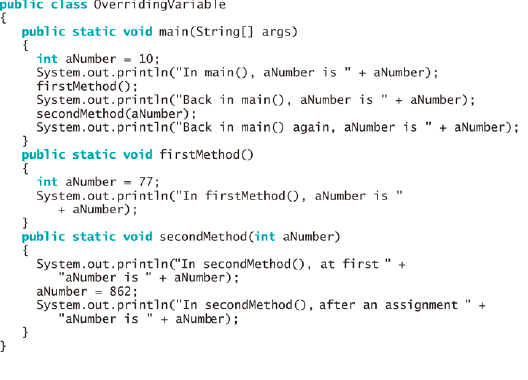 public class OverridingVariable
{
public static void main(String[] args)
{
int aNumber = 10;
System.out.println("In main(), aNumber is " + aNumber);
firstMethod();
System.out.println("Back in main(), aNumber is " + aNumber);
secondMethod(aNumber);
System.out.println("Back in main() again, aNumber is " + aNumber);
}
public static void firstMethod()
{
int aNumber = 77;
System.out.println("In firstMethod(), aNumber is "
+ aNumber);
}
public static void secondMethod(int aNumber)
{
System.out.println("In secondMethod(), at first " +
"aNumber is " + aNumber);
aNumber = 862;
System.out.println("In secondMethod(), after an assignment " +
"aNumber is " + aNumber);
}
}